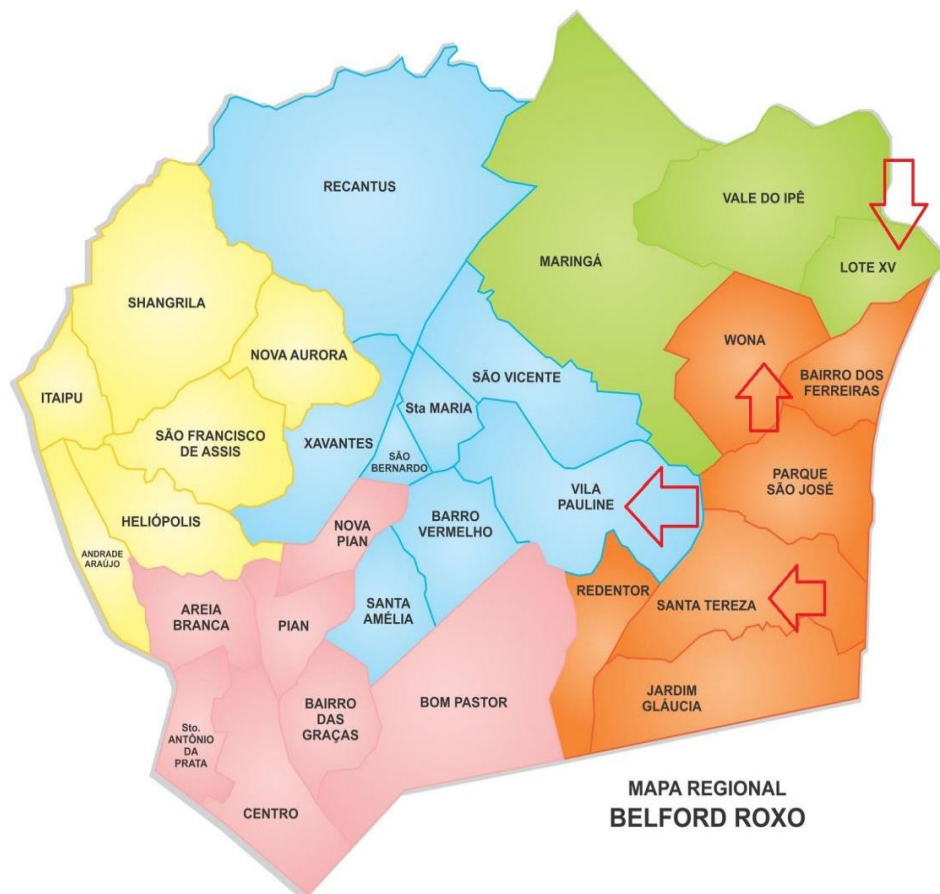 RECANTUS
VALE DO IPÊ
MARINGÁ
LOTE XV
SHANGRILA
WONA
NOVA AURORA
BAIRRO DOS
FERREIRAS
ITAIPU
SÃO VICENTE
Sta MARIA
SÃO FRANCISCO
DE ASSIS
XAVANTES
SÃO
BERNARDO
VILA
PAULINE
PARQUE
SÃO JOSÉ
HELIÓPOLIS
NOVA
PIAN
BARRO
VERMELHO
ANDRADE
ARAÚJO
REDENTOR
SANTA TEREZA
AREIA
BRANCA
PIAN
SANTA
AMÉLIA
JARDIM
GLÁUCIA
BOM PASTOR
BAIRRO
DAS
GRAÇAS
Sto.
ANTÔNIO
DA
PRATA
CENTRO
MAPA REGIONAL
BELFORD ROXO